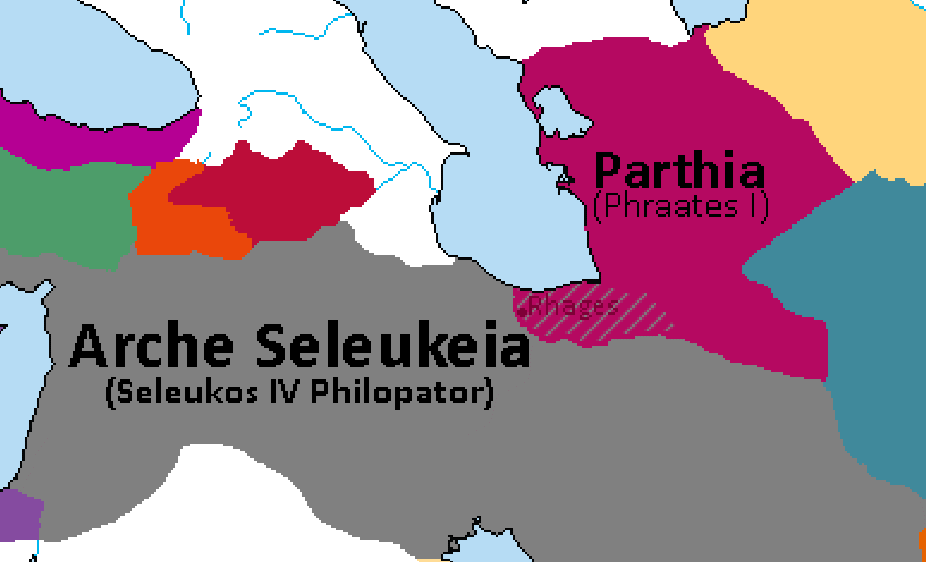 Parthia
(Phraates I)
Rhages
Arche Seleukeia
(Seleukos IV Philopator)